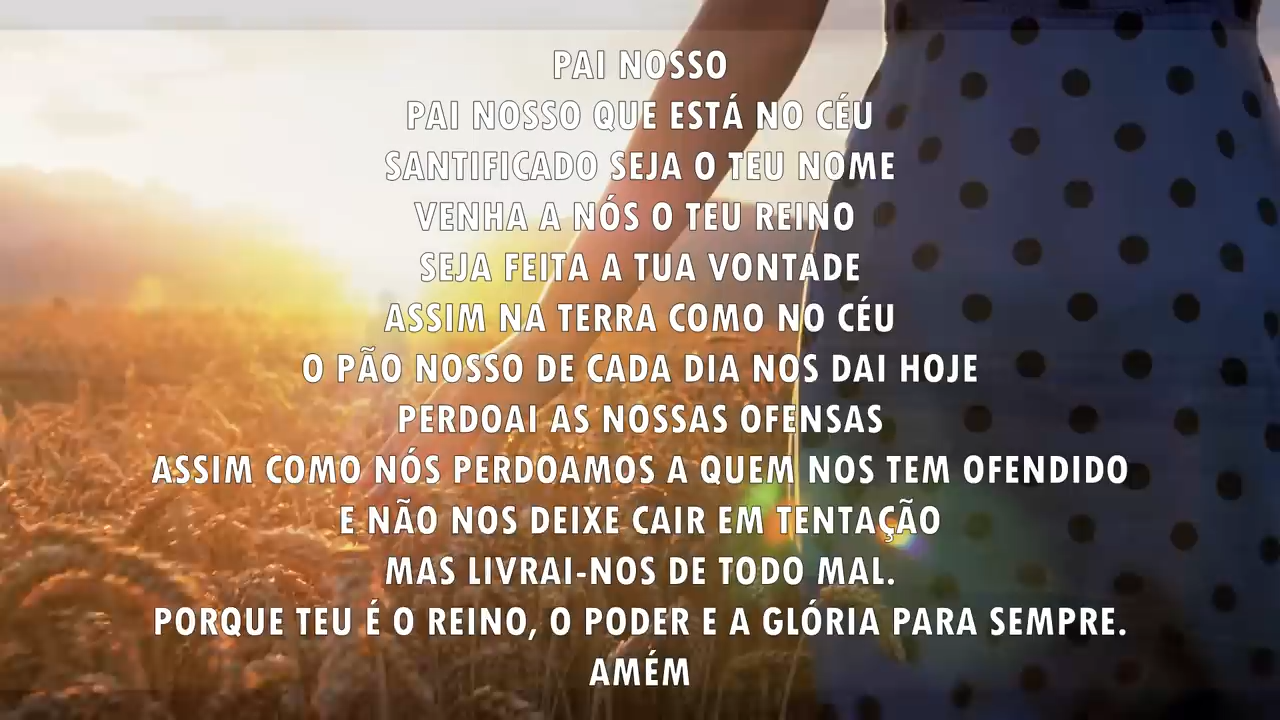 PAI NOSSO
PAI NOSSO QUE ESTÁ NO CÉU
SANTIFICADO SEJA O TEU NOME
VENHA A NÓS O TEU REINO
SEJA FEITA A TUA VONTADE
ASSIM NA TERRA COMO NO CÉU
O PÃO NOSSO DE CADA DIA NOS DAI HOJE
PERDOAI AS NOSSAS OFENSAS
ASSIM COMO NÓS PERDOAMOS A QUEM NOS TEM OFENDIDO
E NÃO NOS DEIXE CAIR EM TENTAÇÃO
MAS LIVRAI-NOS DE TODO MAL.
PORQUE TEU É O REINO, O PODER E A GLÓRIA PARA SEMPRE.
AMÉM